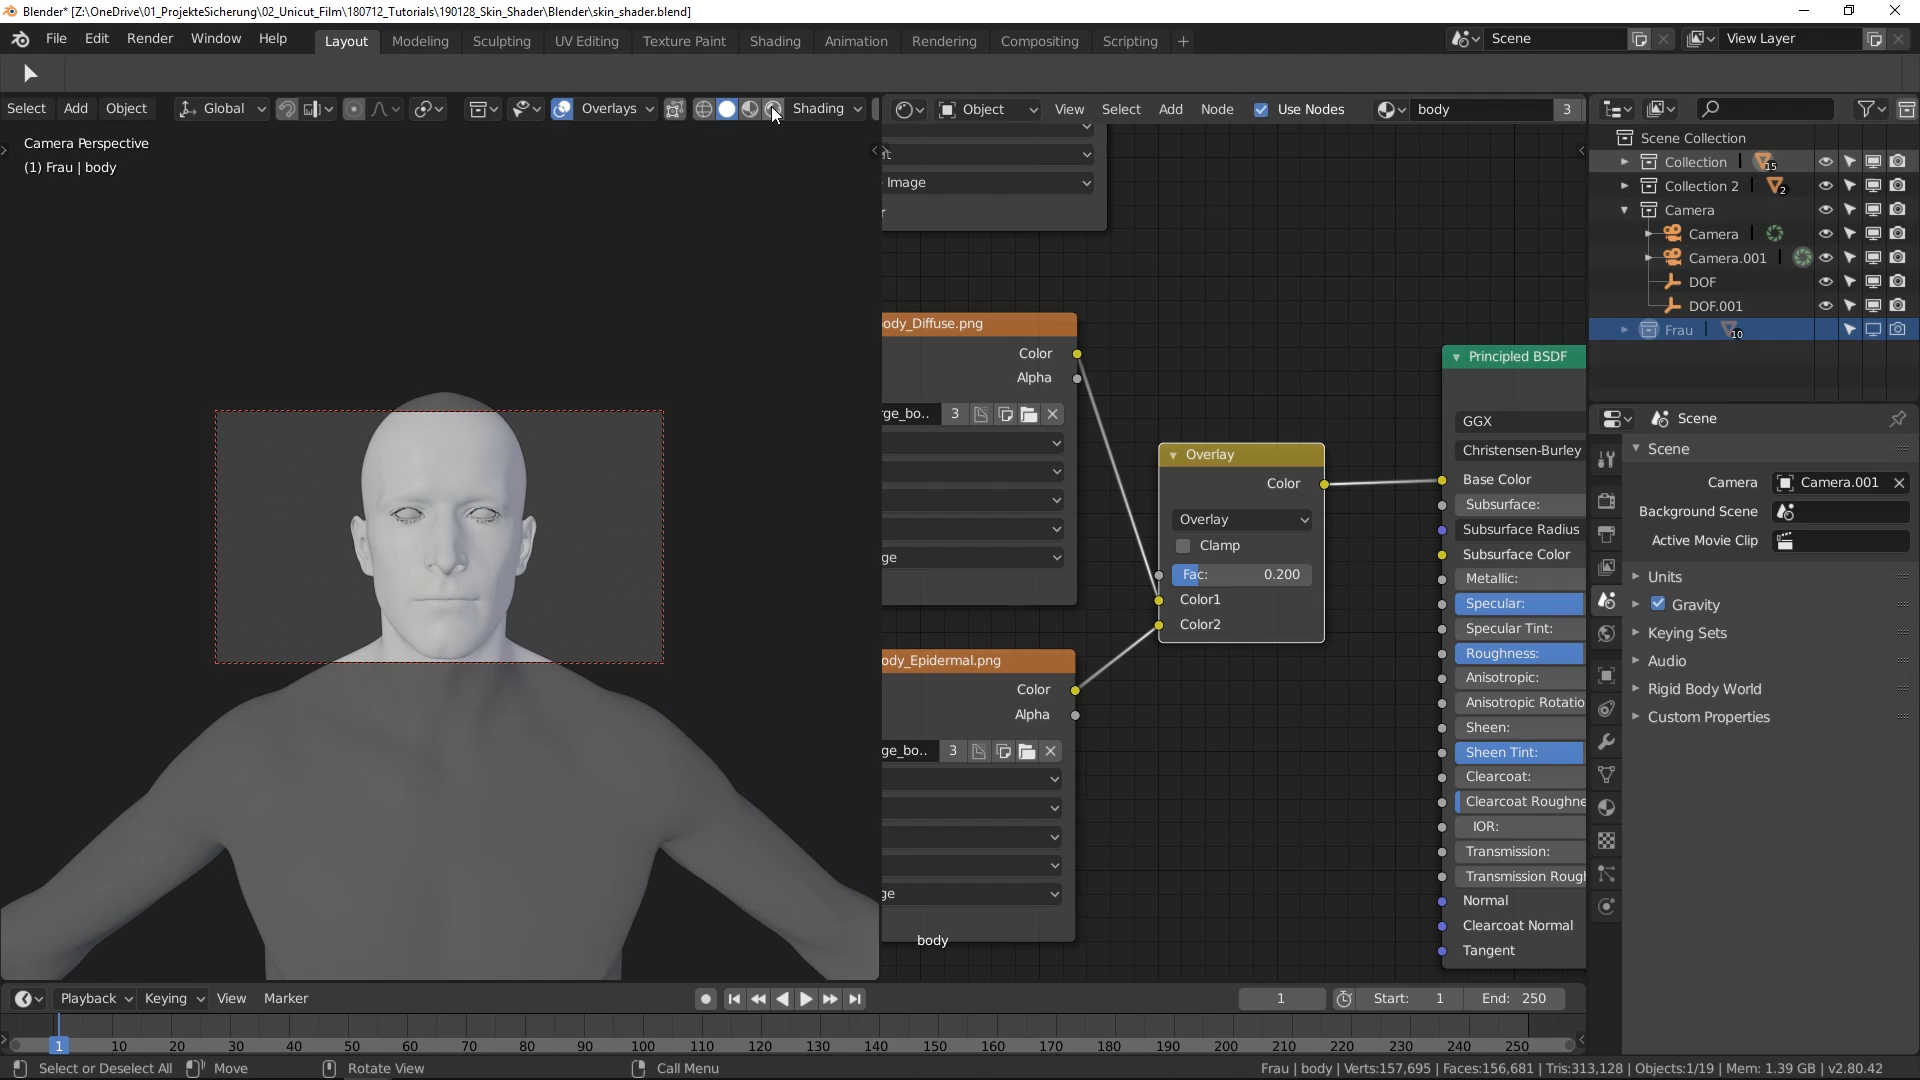 Blender* [Z:\OneDrive\01_ProjekteSicherung\02_Unicut_Film\180712_Tutorials\190128_Skin_Shader\Blender\skin_shader.blend]
File Edit Render Window Help Layout Modeling Sculpting UV Editing Texture Paint Shading Animation Rendering Compositing Scripting + Scene View Layer
Select Add Object Global Overlays Shading Object View Select Add Node Use Nodes body 3
Camera Perspective
(1) Frau | body
at
Image
r
ody_Diffuse.png
Color
Alpha
rge_bo.. 3
ge
ody_Epidermal.png
Color
Alpha
ge_bo.. 3
ge
body
Overlay
Color
Overlay
Clamp
Fac: 0.200
Color1
Color2
Principled BSDF
GGX
Christensen-Burley
Base Color
Subsurface:
Subsurface Radius
Subsurface Color
Metallic:
Specular:
Specular Tint:
Roughness:
Anisotropic:
Anisotropic Rotatio
Sheen:
Sheen Tint:
Clearcoat:
Clearcoat Roughne
IOR:
Transmission:
Transmission Rough
Normal
Clearcoat Normal
Tangent
Scene Collection
Collection 15
Collection 2 2
Camera
Camera
Camera.001
DOF
DOF.001
Frau 10
Scene
Scene
Camera Camera.001
Background Scene
Active Movie Clip
Units
Gravity
Keying Sets
Audio
Rigid Body World
Custom Properties
Playback Keying View Marker 1 Start: 1 End: 250
1 10 20 30 40 50 60 70 80 90 100 110 120 130 140 150 160 170 180 190 200 210 220 230 240 250
Select or Deselect All Move Rotate View Call Menu Frau | body | Verts:157,695 | Faces:156,681 | Tris:313,128 | Objects:1/19 | Mem: 1.39 GB | v2.80.42